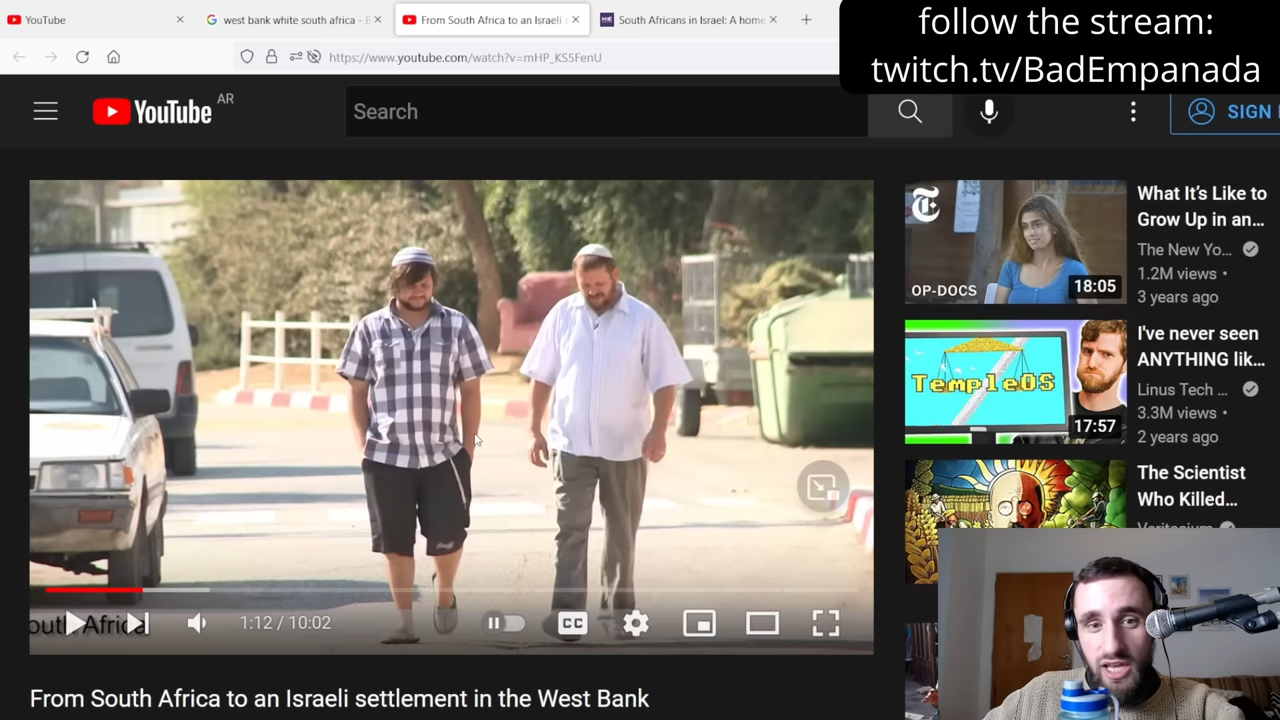 YouTube
west bank white south africa - B
From South Africa to an Israeli s
South Africans in Israel: A home
follow the stream:
twitch.tv/BadEmpanada
https://www.youtube.com/watch?v=mHP_KS5FenU
YouTube AR
Search
SIGN
What It's Like to
Grow Up in an...
The New Yo...
1.2M views •
3 years ago
OP-DOCS
18:05
I've never seen
ANYTHING lik...
Linus Tech ...
3.3M views •
2 years ago
TempleOS
17:57
The Scientist
Who Killed...
Veritasium
outh Africa
1:12 / 10:02
CC
From South Africa to an Israeli settlement in the West Bank